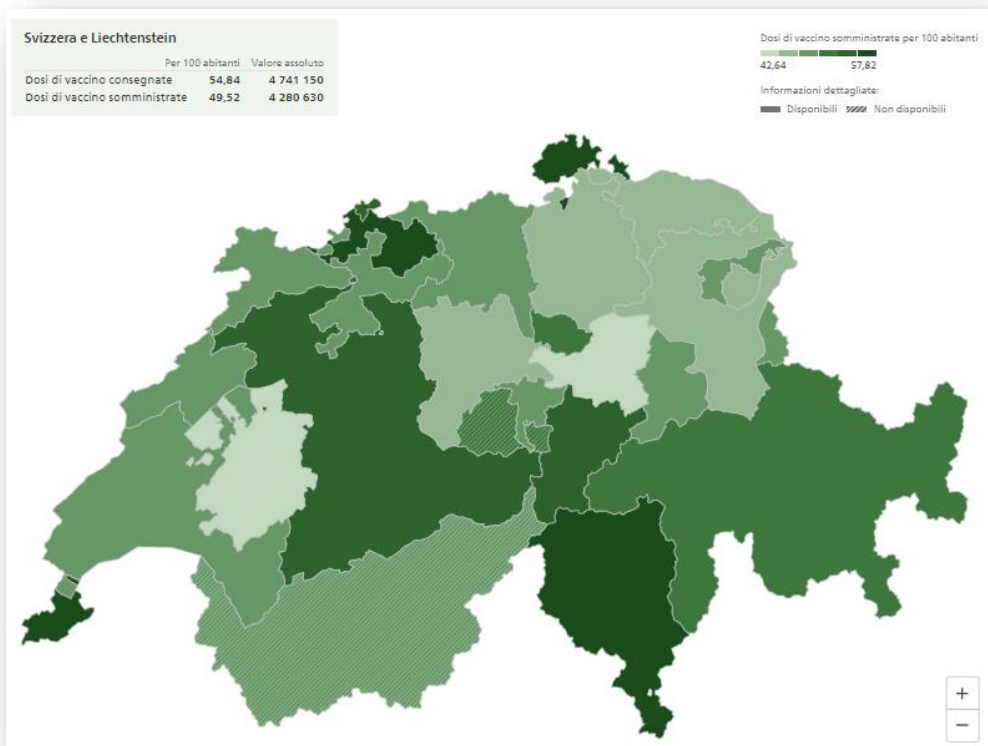 Svizzera e Liechtenstein
Per 100 abitanti Valore assoluto
Dosi di vaccino consegnate 54,84 4 741 150
Dosi di vaccino somministrate 49,52 4 280 630
Dosi di vaccino somministrate per 100 abitanti
42,64 57,82
Informazioni dettagliate:
Disponibili Non disponibili
+
−